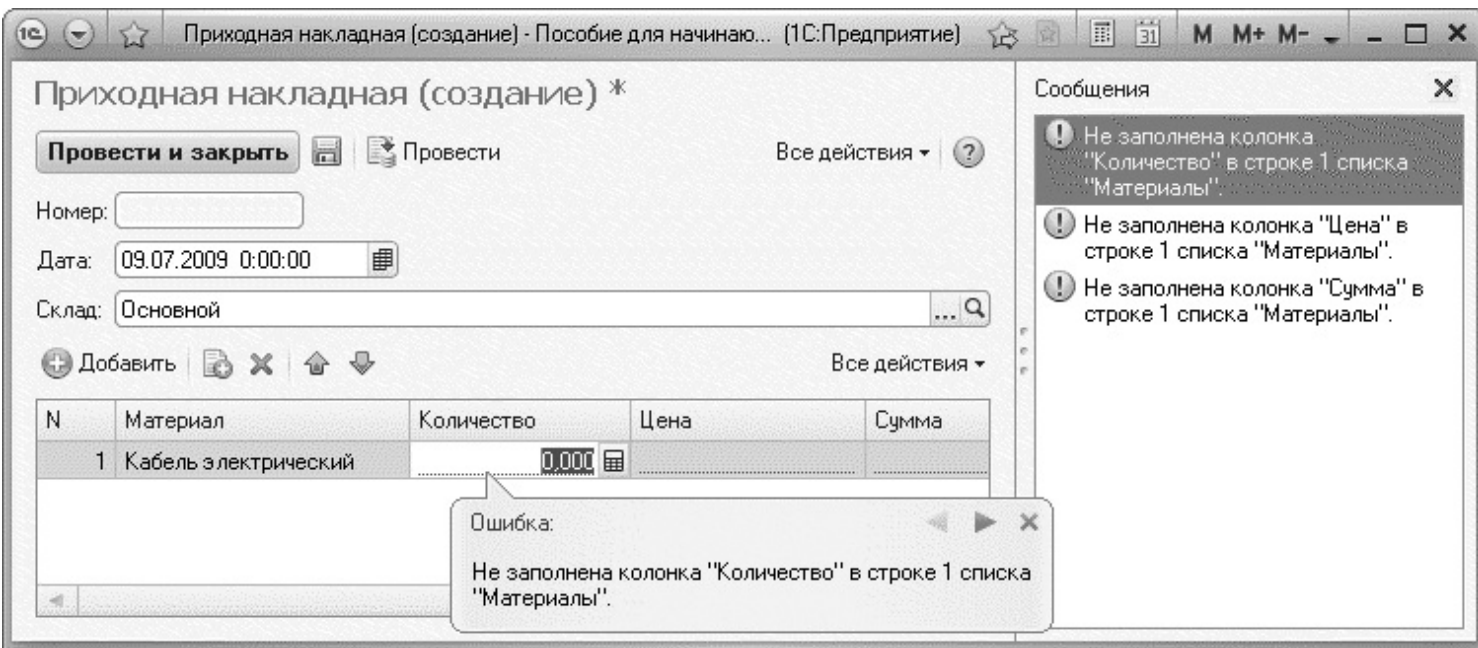 1С Приходная накладная (создание) - Пособие для начинаю... (1С:Предприятие) 31 M M+ M-
Приходная накладная (создание) *
Провести и закрыть Провести Все действия ?
Номер:
Дата: 09.07.2009 0:00:00
Склад: Основной ...
Добавить Все действия
N Материал Количество Цена Сумма
1 Кабель электрический 0,000
Ошибка:
Не заполнена колонка "Количество" в строке 1 списка
"Материалы".
Сообщения
Не заполнена колонка
"Количество" в строке 1 списка
"Материалы".
Не заполнена колонка "Цена" в
строке 1 списка "Материалы".
Не заполнена колонка "Сумма" в
строке 1 списка "Материалы".